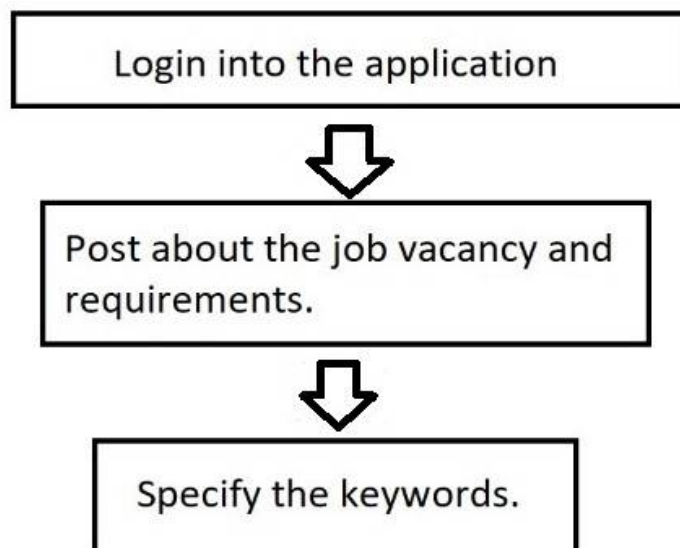 Login into the application
Post about the job vacancy and
requirements.
Specify the keywords.